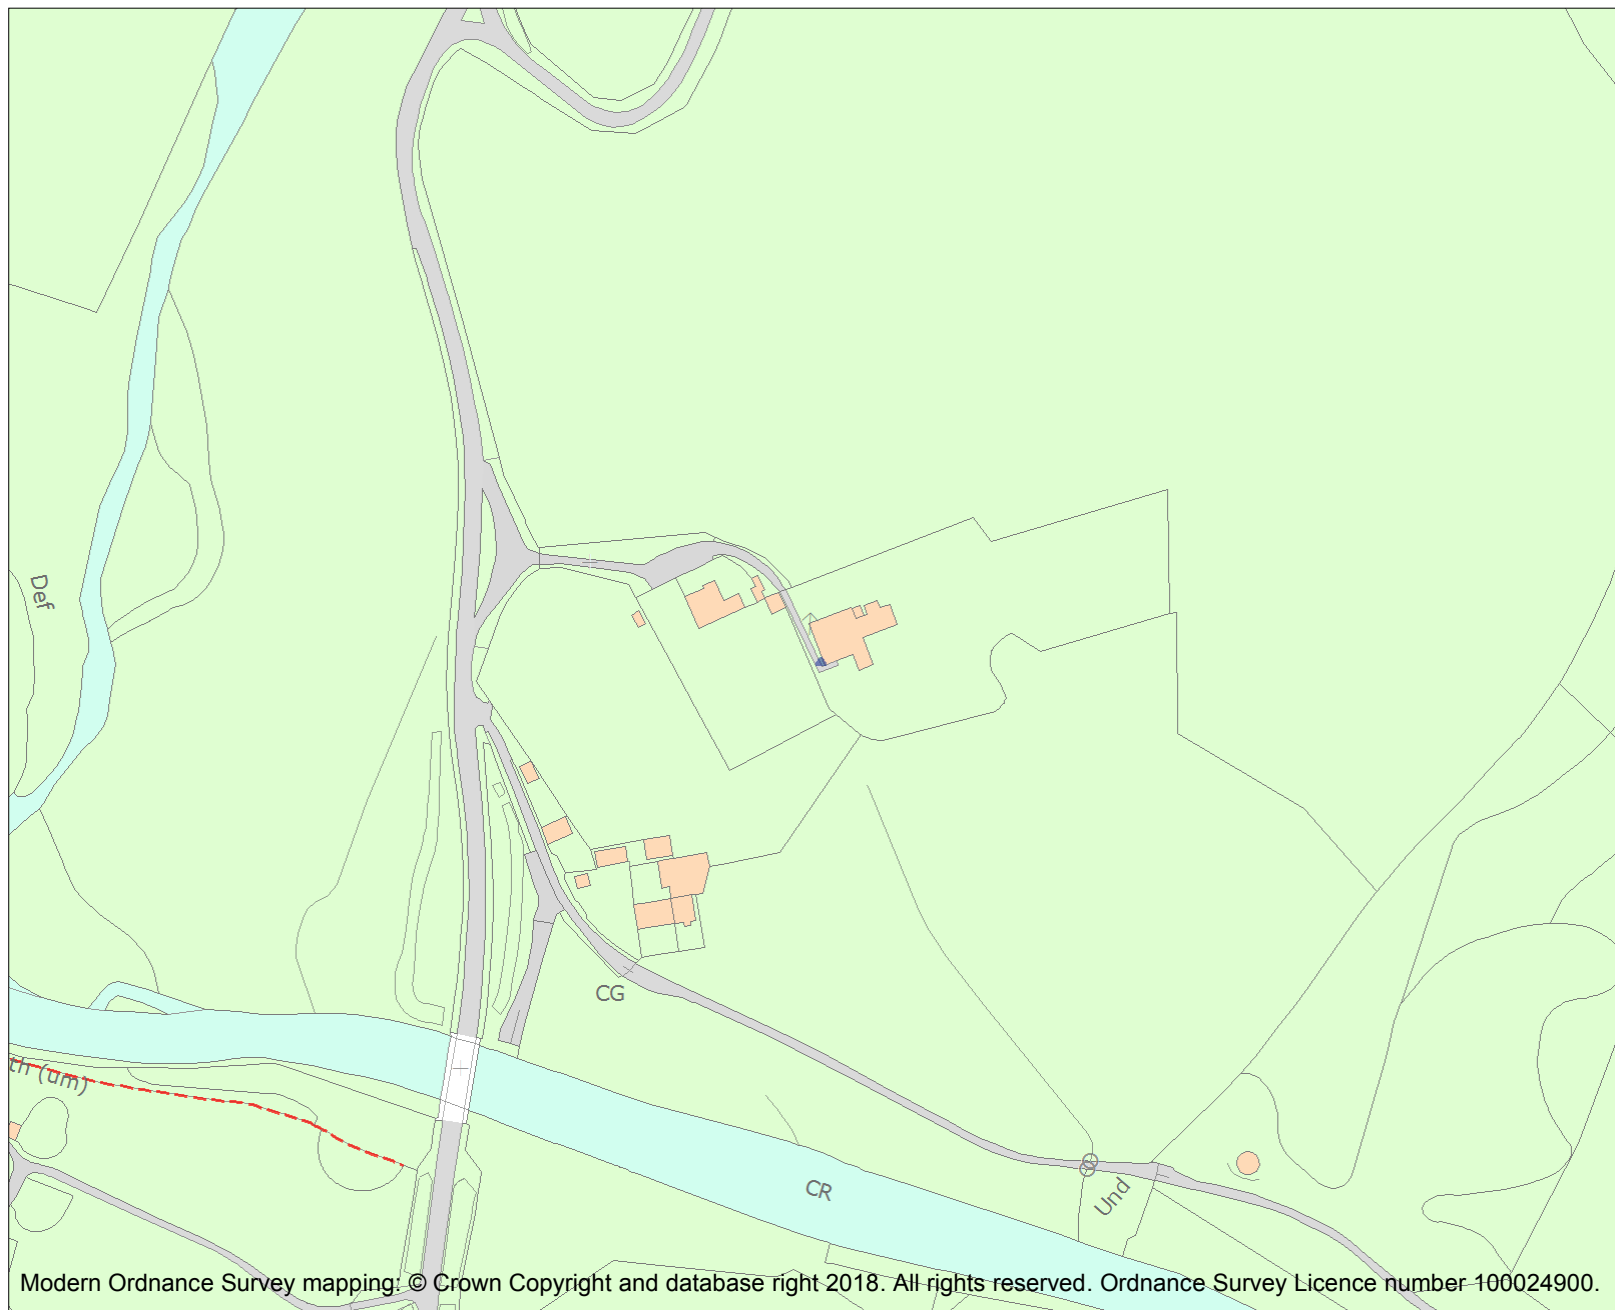 Def
CG
th (um)
CR
Und
Modern Ordnance Survey mapping: © Crown Copyright and database right 2018. All rights reserved. Ordnance Survey Licence number 100024900.